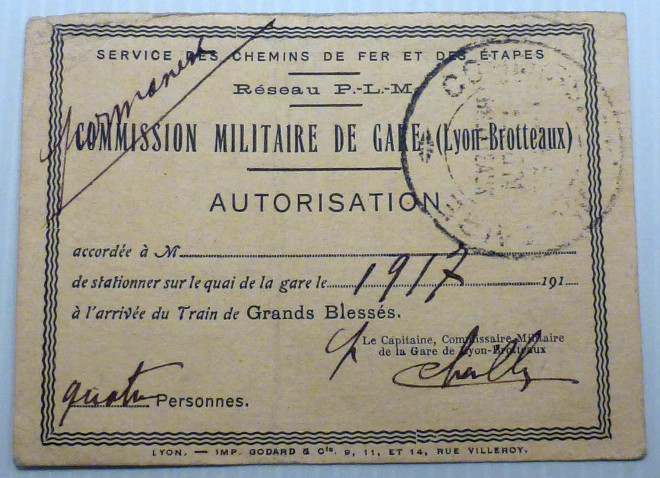 SERVICE DES CHEMINS DE FER ET DES ÉTAPES
Permanent
Réseau P.-L-M.
COMMISSION MILITAIRE DE GARE (Lyon-Brotteaux)
AUTORISATION
accordée à M
de stationner sur le quai de la gare le 1917 191
à l'arrivée du Train de Grands Blessés.
Le Capitaine, Commissaire Militaire
de la Gare de Lyon-Brotteaux
quatre Personnes.
LYON. — IMP. GODARD & Cie. 9, 11, ET 14, RUE VILLEROY.